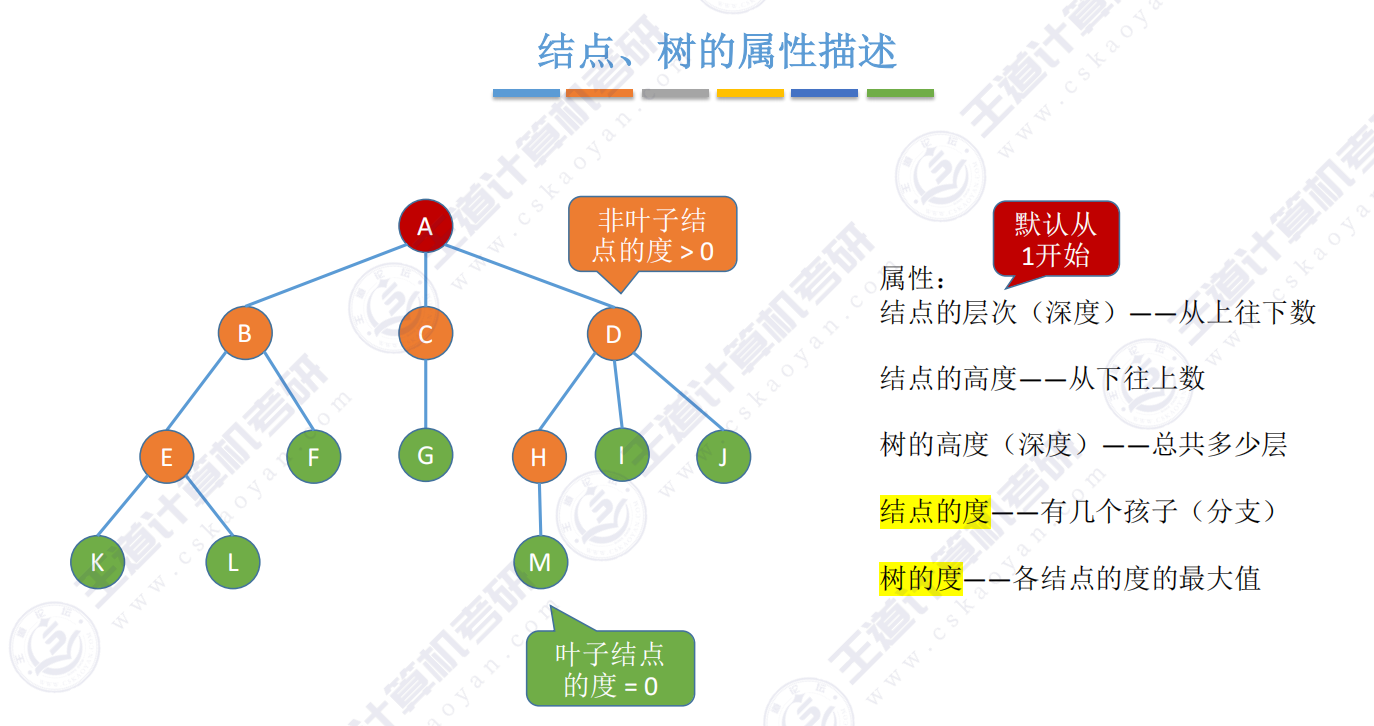 结点、树的属性描述
A
非叶子结
点的度 > 0
默认从
1开始
属性：
结点的层次（深度）——从上往下数
B
C
D
结点的高度——从下往上数
树的高度（深度）——总共多少层
E
F
G
H
I
J
结点的度——有几个孩子（分支）
K
L
M
树的度——各结点的度的最大值
叶子结点
的度 = 0
王道计算机考研
www.cskaoyan.com